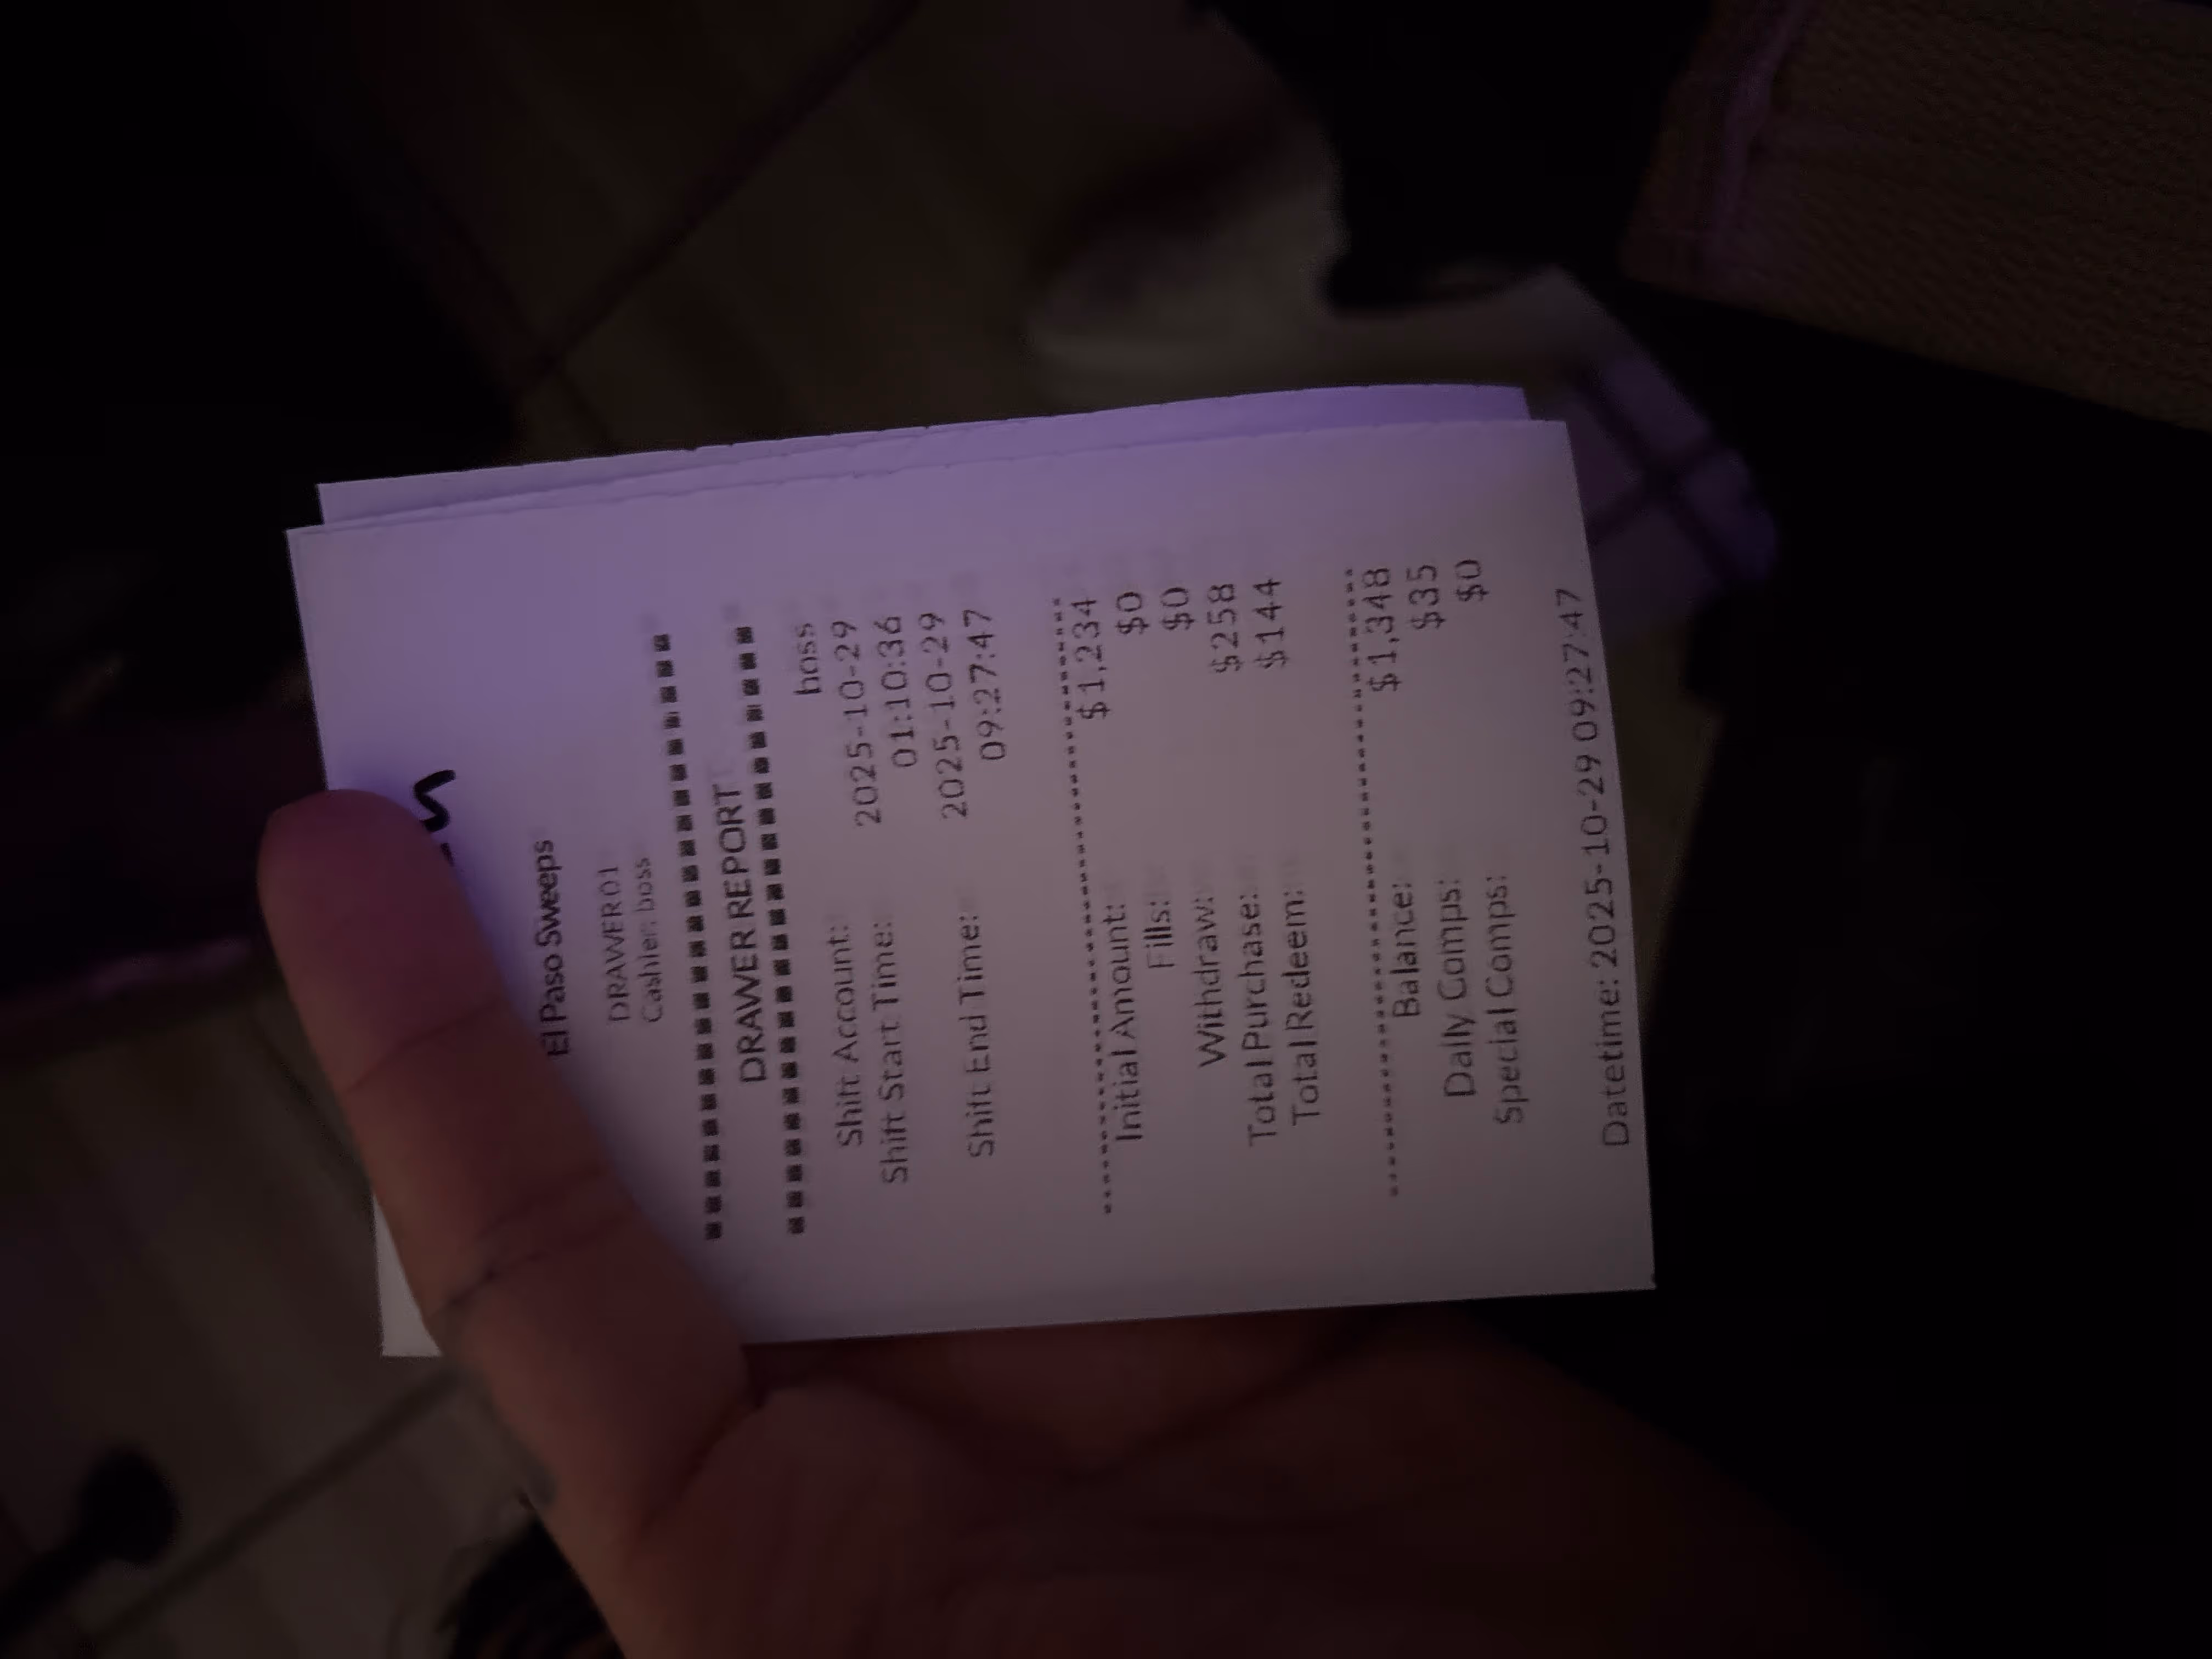 El Paso Sweeps
DRAWER01
Cashier: boss
DRAWER REPORT
Shift Account: boss
Shift Start Time: 2025-10-29
01:10:36
2025-10-29
Shift End Time: 09:27:47
Initial Amount: $1,234
Fills: $0
Withdraw: $0
Total Purchase: $258
Total Redeem: $144
Balance: $1,348
Daily Comps: $35
Special Comps: $0
Datetime: 2025-10-29 09:27:47